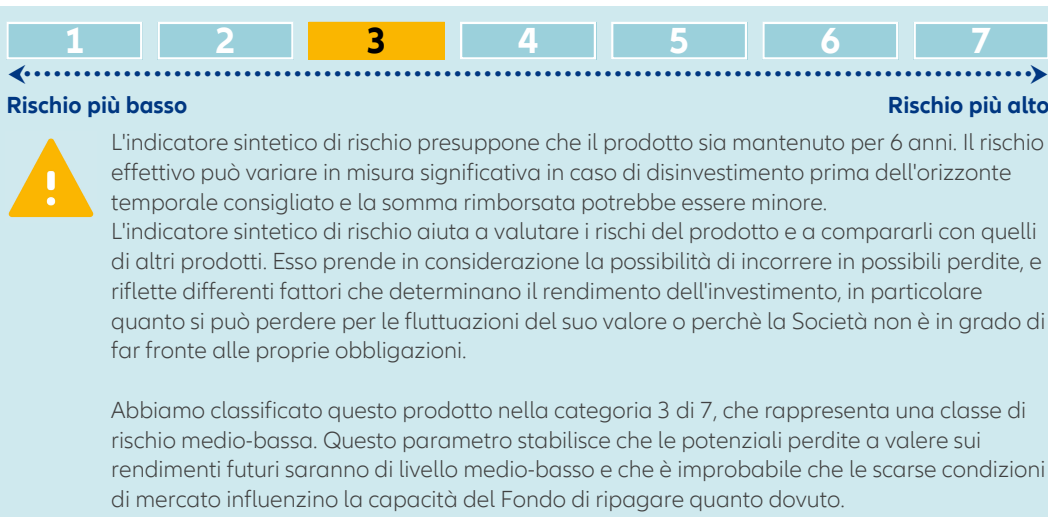 1 2 3 4 5 6 7
Rischio più basso Rischio più alto
L'indicatore sintetico di rischio presuppone che il prodotto sia mantenuto per 6 anni. Il rischio
effettivo può variare in misura significativa in caso di disinvestimento prima dell'orizzonte
temporale consigliato e la somma rimborsata potrebbe essere minore.
L'indicatore sintetico di rischio aiuta a valutare i rischi del prodotto e a compararli con quelli
di altri prodotti. Esso prende in considerazione la possibilità di incorrere in possibili perdite, e
riflette differenti fattori che determinano il rendimento dell'investimento, in particolare
quanto si può perdere per le fluttuazioni del suo valore o perchè la Società non è in grado di
far fronte alle proprie obbligazioni.
Abbiamo classificato questo prodotto nella categoria 3 di 7, che rappresenta una classe di
rischio medio-bassa. Questo parametro stabilisce che le potenziali perdite a valere sui
rendimenti futuri saranno di livello medio-basso e che è improbabile che le scarse condizioni
di mercato influenzino la capacità del Fondo di ripagare quanto dovuto.